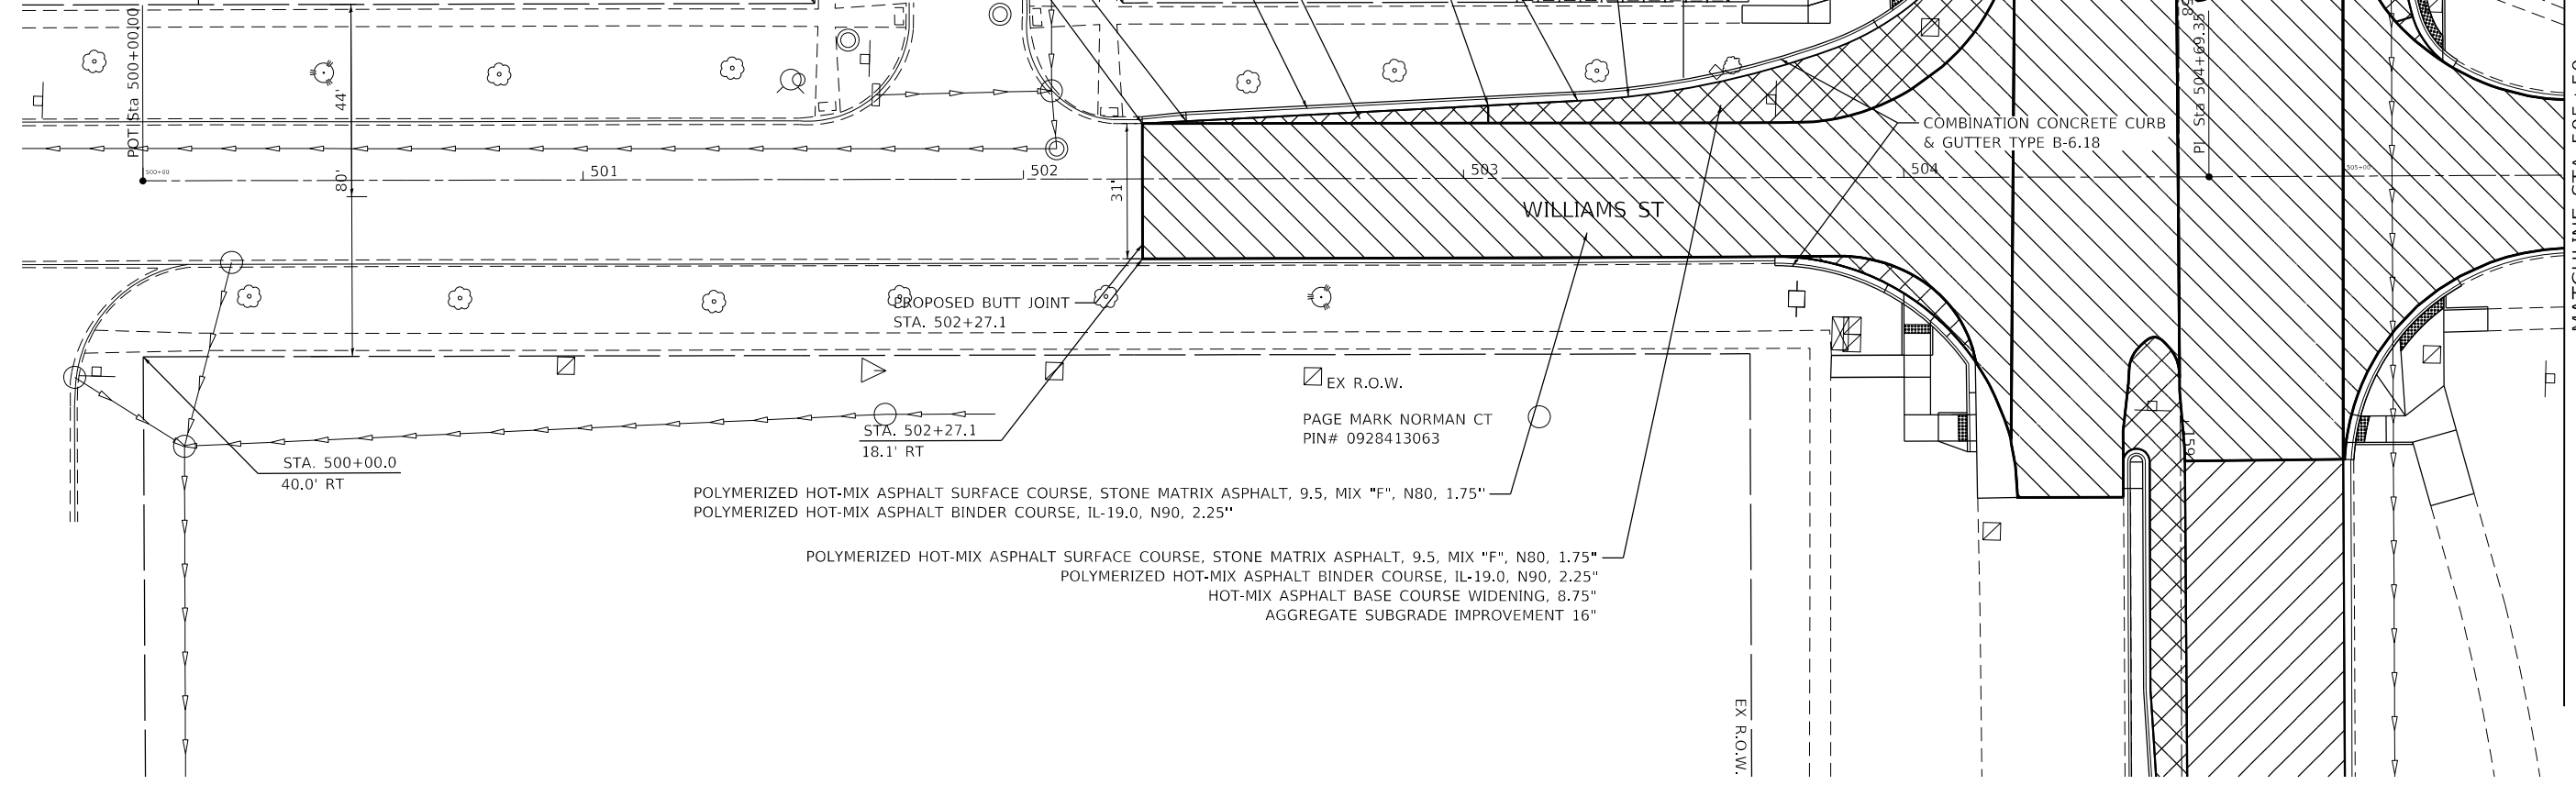 POT Sta 500+00.00
44'
80'
500+00
501
502
31'
503
504
505+00
WILLIAMS ST
COMBINATION CONCRETE CURB
& GUTTER TYPE B-6.18
PI Sta 504+69.35
PROPOSED BUTT JOINT
STA. 502+27.1
STA. 502+27.1
18.1' RT
STA. 500+00.0
40.0' RT
EX R.O.W.
PAGE MARK NORMAN CT
PIN# 0928413063
POLYMERIZED HOT-MIX ASPHALT SURFACE COURSE, STONE MATRIX ASPHALT, 9.5, MIX "F", N80, 1.75"
POLYMERIZED HOT-MIX ASPHALT BINDER COURSE, IL-19.0, N90, 2.25"
POLYMERIZED HOT-MIX ASPHALT SURFACE COURSE, STONE MATRIX ASPHALT, 9.5, MIX "F", N80, 1.75"
POLYMERIZED HOT-MIX ASPHALT BINDER COURSE, IL-19.0, N90, 2.25"
HOT-MIX ASPHALT BASE COURSE WIDENING, 8.75"
AGGREGATE SUBGRADE IMPROVEMENT 16"
EX R.O.W.
159